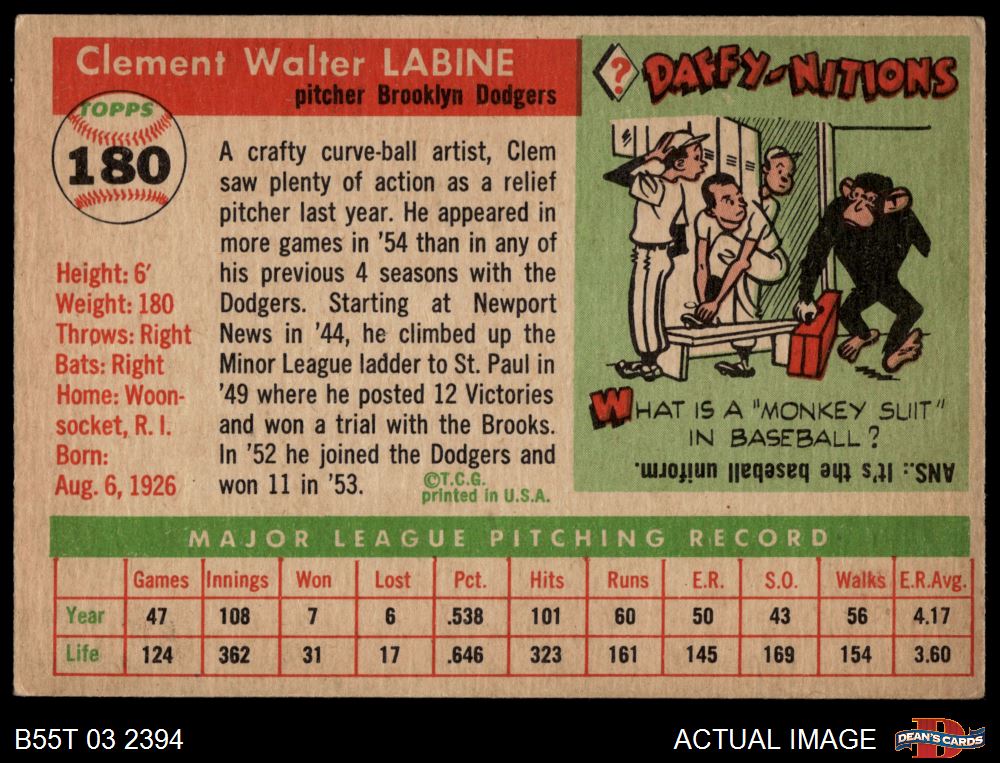 Clement Walter LABINE
pitcher Brooklyn Dodgers
TOPPS
180
Height: 6'
Weight: 180
Throws: Right
Bats: Right
Home: Woon-
socket, R. I.
Born:
Aug. 6, 1926
A crafty curve-ball artist, Clem
saw plenty of action as a relief
pitcher last year. He appeared in
more games in '54 than in any of
his previous 4 seasons with the
Dodgers. Starting at Newport
News in '44, he climbed up the
Minor League ladder to St. Paul in
'49 where he posted 12 Victories
and won a trial with the Brooks.
In '52 he joined the Dodgers and
won 11 in '53.
©T.C.G.
printed in U.S.A.
?
DAFFY-NITIONS
WHAT IS A "MONKEY SUIT"
IN BASEBALL?
ANS.: It's the baseball uniform.
MAJOR LEAGUE PITCHING RECORD
Games Innings Won Lost Pct. Hits Runs E.R. S.O. Walks E.R.Avg.
Year 47 108 7 6 .538 101 60 50 43 56 4.17
Life 124 362 31 17 .646 323 161 145 169 154 3.60
B55T 03 2394
ACTUAL IMAGE
DEAN'S CARDS